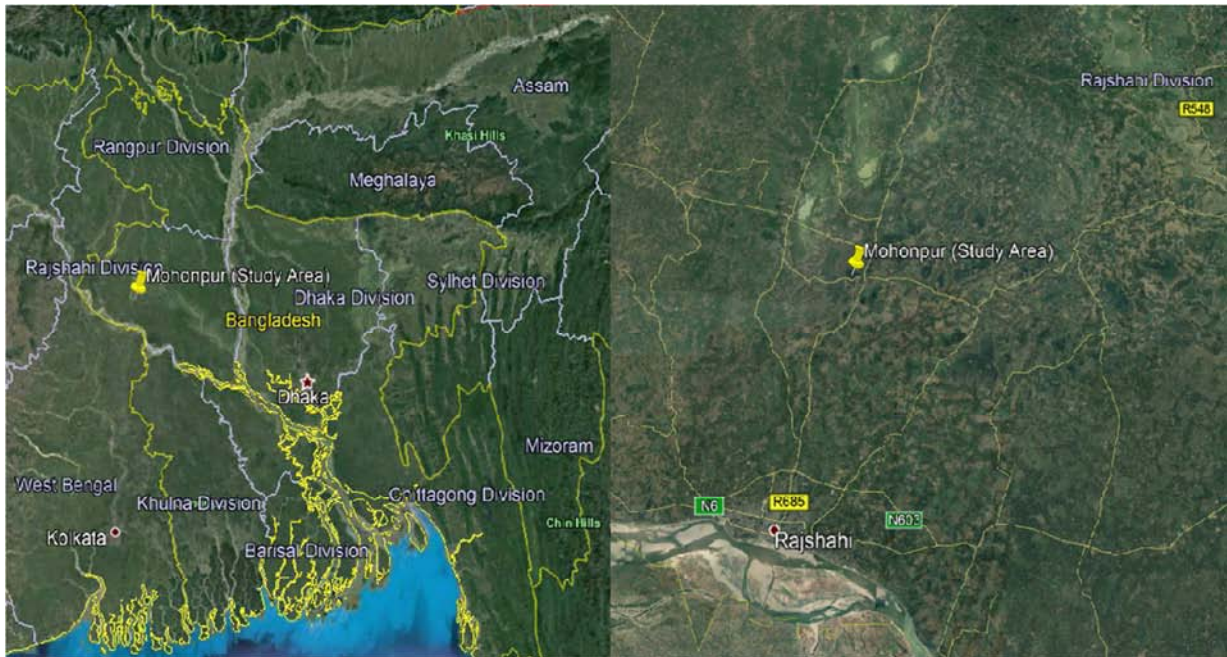 Assam
Khasi Hills
Rangpur Division
Meghalaya
Rajshahi Division
Mohonpur (Study Area)
Sylhet Division
Dhaka Division
Bangladesh
Dhaka
Mizoram
West Bengal
Khulna Division
Chittagong Division
Chin Hills
Kolkata
Barisal Division
Rajshahi Division
R548
Mohonpur (Study Area)
N6
R685
N603
Rajshahi